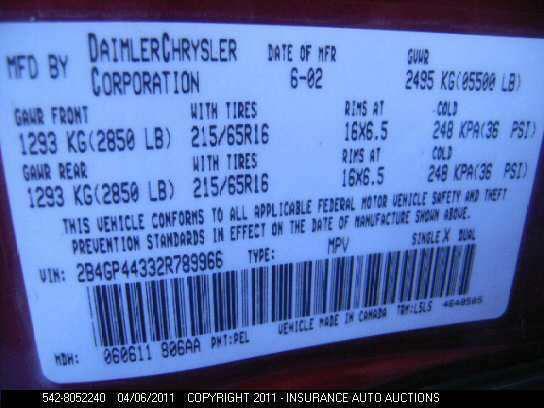 MFD BY DAIMLERCHRYSLER CORPORATION DATE OF MFR 6-02 GVWR 2495 KG(05500 LB)
GAWR FRONT WITH TIRES RIMS AT COLD
1293 KG(2850 LB) 215/65R16 16X6.5 248 KPA(36 PSI)
GAWR REAR WITH TIRES RIMS AT COLD
1293 KG(2850 LB) 215/65R16 16X6.5 248 KPA(36 PSI)
THIS VEHICLE CONFORMS TO ALL APPLICABLE FEDERAL MOTOR VEHICLE SAFETY AND THEFT
PREVENTION STANDARDS IN EFFECT ON THE DATE OF MANUFACTURE SHOWN ABOVE.
VIN: 2B4GP44332R789966 TYPE: MPV SINGLE X DUAL
MDH: 060611 806AA PNT:PEL VEHICLE MADE IN CANADA TRM:LSLS 4648505
542-8052240 04/06/2011 COPYRIGHT 2011 - INSURANCE AUTO AUCTIONS